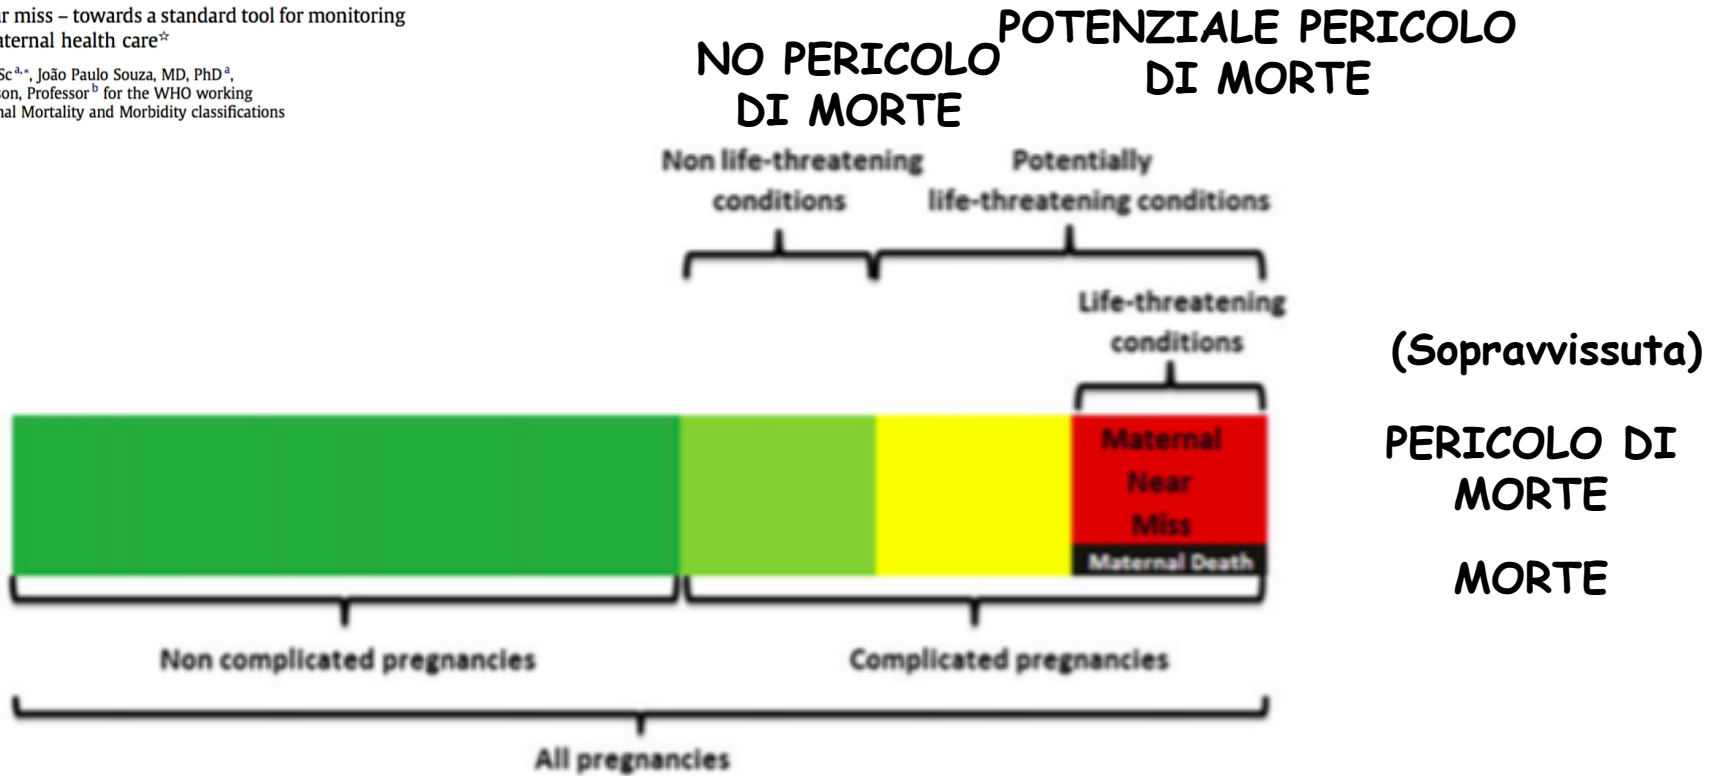 r miss – towards a standard tool for monitoring
aternal health care☆
Sc a,*, João Paulo Souza, MD, PhD a,
son, Professor b for the WHO working
nal Mortality and Morbidity classifications
NO PERICOLO
DI MORTE
POTENZIALE PERICOLO
DI MORTE
Non life-threatening
conditions
Potentially
life-threatening conditions
Life-threatening
conditions
(Sopravvissuta)
Maternal
Near
Miss
Maternal Death
PERICOLO DI
MORTE
MORTE
Non complicated pregnancies
Complicated pregnancies
All pregnancies